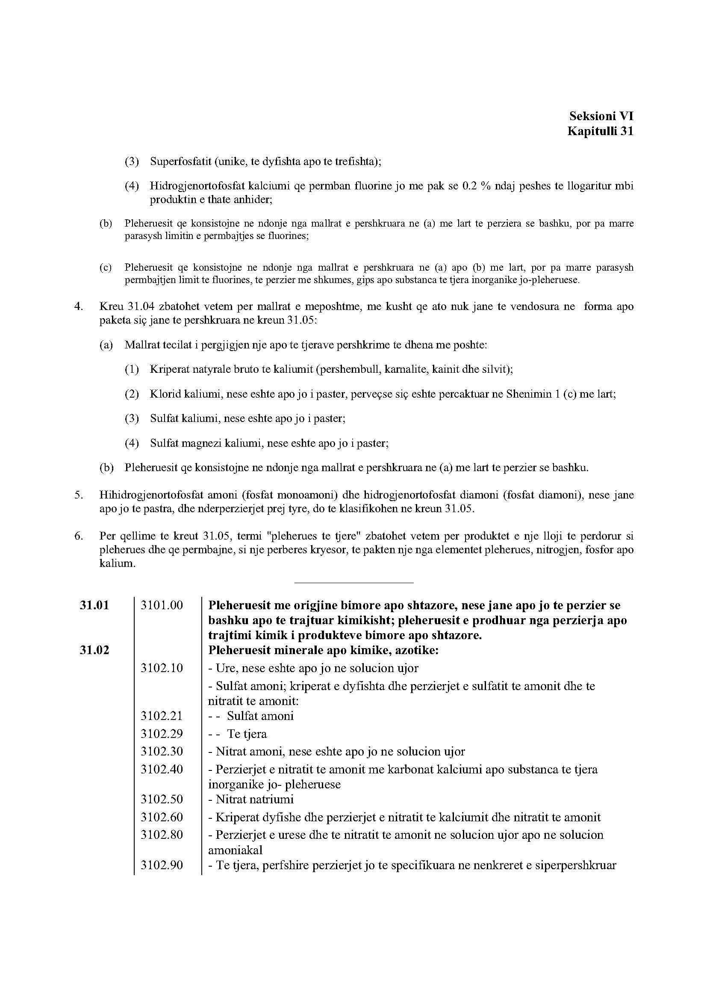 Seksioni VI
Kapitulli 31
(3) Superfosfatit (unike, te dyfishta apo te trefishta);
(4) Hidrogjenortofosfat kalciumi qe permban fluorine jo me pak se 0.2 % ndaj peshes te llogaritur mbi
produktin e thate anhider;
(b) Pleheruesit qe konsistojne ne ndonje nga mallrat e pershkruara ne (a) me lart te perziera se bashku, por pa marre
parasysh limitin e permbajtjes se fluorines;
(c) Pleheruesit qe konsistojne ne ndonje nga mallrat e pershkruara ne (a) apo (b) me lart, por pa marre parasysh
permbajtjen limit te fluorines, te perzier me shkumes, gips apo substanca te tjera inorganike jo-pleheruese.
4. Kreu 31.04 zbatohet vetem per mallrat e meposhtme, me kusht qe ato nuk jane te vendosura ne forma apo
paketa siç jane te pershkruara ne kreun 31.05:
(a) Mallrat tecilat i pergjigjen nje apo te tjerave pershkrime te dhena me poshte:
(1) Kriperat natyrale bruto te kaliumit (pershembull, karnalite, kainit dhe silvit);
(2) Klorid kaliumi, nese eshte apo jo i paster, perveçse siç eshte percaktuar ne Shenimin 1 (c) me lart;
(3) Sulfat kaliumi, nese eshte apo jo i paster;
(4) Sulfat magnezi kaliumi, nese eshte apo jo i paster;
(b) Pleheruesit qe konsistojne ne ndonje nga mallrat e pershkruara ne (a) me lart te perzier se bashku.
5. Hihidrogjenortofosfat amoni (fosfat monoamoni) dhe hidrogjenortofosfat diamoni (fosfat diamoni), nese jane
apo jo te pastra, dhe nderperzierjet prej tyre, do te klasifikohen ne kreun 31.05.
6. Per qellime te kreut 31.05, termi "pleherues te tjere" zbatohet vetem per produktet e nje lloji te perdorur si
pleherues dhe qe permbajne, si nje perberes kryesor, te pakten nje nga elementet pleherues, nitrogjen, fosfor apo
kalium.
31.01 3101.00 Pleheruesit me origjine bimore apo shtazore, nese jane apo jo te perzier se
bashku apo te trajtuar kimikisht; pleheruesit e prodhuar nga perzierja apo
trajtimi kimik i produkteve bimore apo shtazore.
31.02 Pleheruesit minerale apo kimike, azotike:
3102.10 - Ure, nese eshte apo jo ne solucion ujor
- Sulfat amoni; kriperat e dyfishta dhe perzierjet e sulfatit te amonit dhe te
nitratit te amonit:
3102.21 - - Sulfat amoni
3102.29 - - Te tjera
3102.30 - Nitrat amoni, nese eshte apo jo ne solucion ujor
3102.40 - Perzierjet e nitratit te amonit me karbonat kalciumi apo substanca te tjera
inorganike jo- pleheruese
3102.50 - Nitrat natriumi
3102.60 - Kriperat dyfishe dhe perzierjet e nitratit te kalciumit dhe nitratit te amonit
3102.80 - Perzierjet e urese dhe te nitratit te amonit ne solucion ujor apo ne solucion
amoniakal
3102.90 - Te tjera, perfshire perzierjet jo te specifikuara ne nenkreret e siperpershkruar